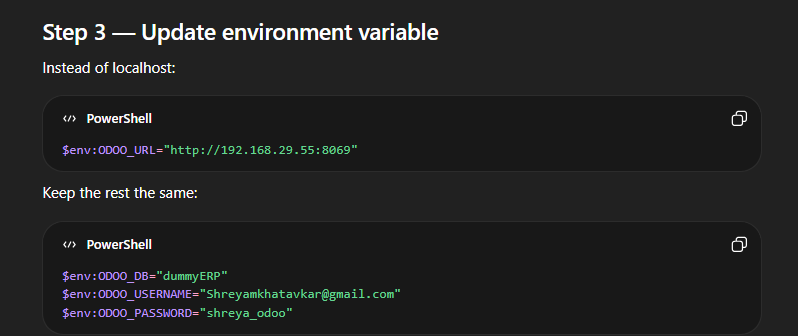 Step 3 — Update environment variable
Instead of localhost:
PowerShell
$env:ODOO_URL="http://192.168.29.55:8069"
Keep the rest the same:
PowerShell
$env:ODOO_DB="dummyERP"
$env:ODOO_USERNAME="Shreyamkhatavkar@gmail.com"
$env:ODOO_PASSWORD="shreya_odoo"